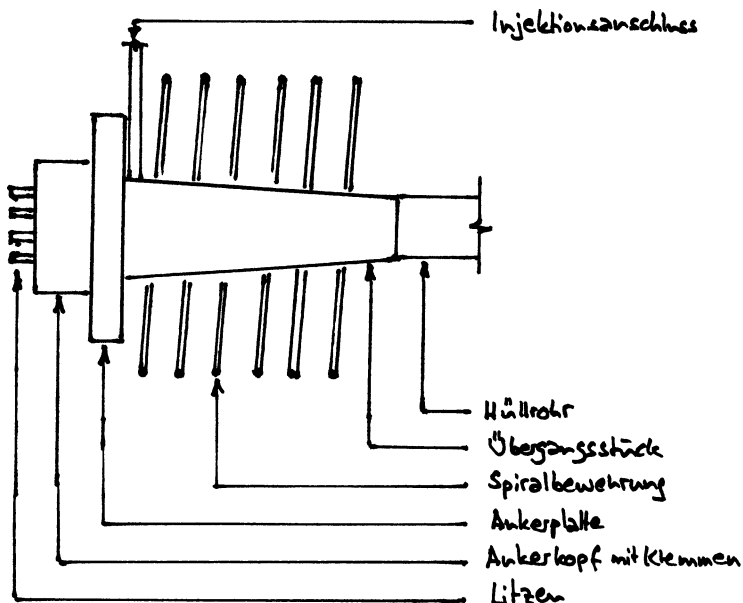 Injektionsanschluss
Hüllrohr
Übergangsstück
Spiralbewehrung
Ankerplatte
Ankerkopf mit Klemmen
Litzen